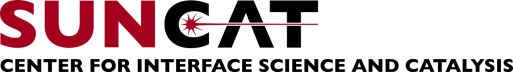 SUNCAT
CENTER FOR INTERFACE SCIENCE AND CATALYSIS